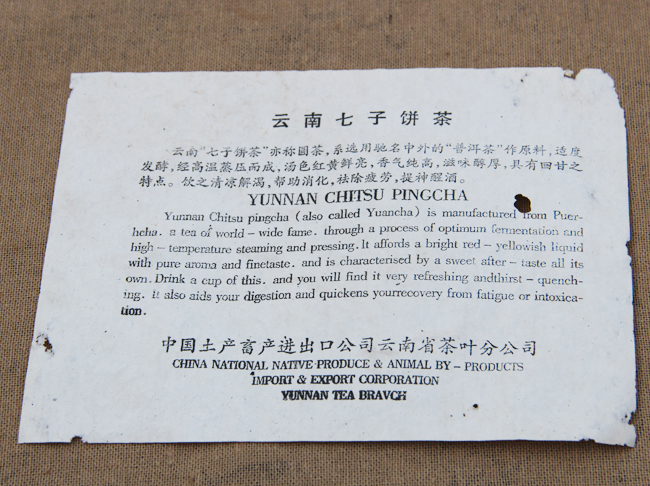 云南七子饼茶
云南“七子饼茶”亦称圆茶，系选用驰名中外的“普洱茶”作原料，适度
发酵，经高温蒸压而成，汤色红黄鲜亮，香气纯高，滋味醇厚，具有回甘之
特点。饮之清凉解渴，帮助消化，祛除疲劳，提神醒酒。
YUNNAN CHITSU PINGCHA
Yunnan Chitsu pingcha (also called Yuancha) is manufactured from Puer-
hcha. a tea of world - wide fame. through a process of optimum fermentation and
high - temperature steaming and pressing. It affords a bright red - yellowish liquid
with pure aroma and finetaste. and is characterised by a sweet after - taste all its
own. Drink a cup of this. and you will find it very refreshing andthirst - quench-
ing. it also aids your digestion and quickens yourrecovery from fatigue or intoxica-
tion.
中国土产畜产进出口公司云南省茶叶分公司
CHINA NATIONAL NATIVE PRODUCE & ANIMAL BY - PRODUCTS
IMPORT & EXPORT CORPORATION
YUNNAN TEA BRAVCH